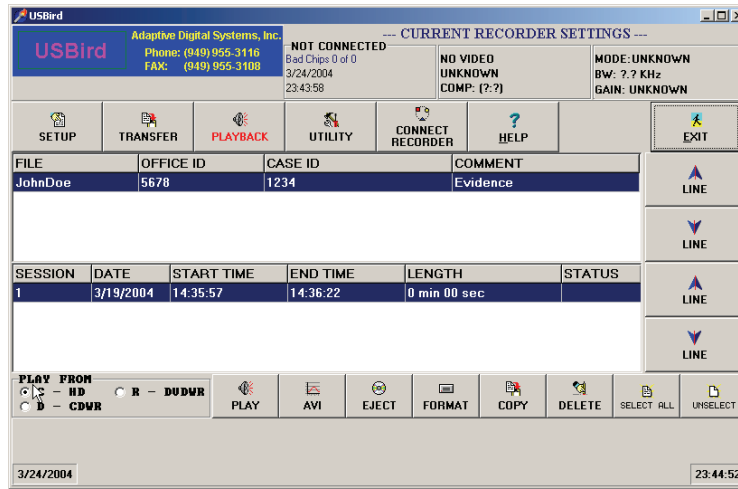 USBird
USBird
Adaptive Digital Systems, Inc.
Phone: (949) 955-3116
FAX: (949) 955-3108
--- CURRENT RECORDER SETTINGS ---
NOT CONNECTED
Bad Chips 0 of 0
3/24/2004
23:43:58
NO VIDEO
UNKNOWN
COMP: (?:?)
MODE:UNKNOWN
BW: ?.? KHz
GAIN: UNKNOWN
SETUP
TRANSFER
PLAYBACK
UTILITY
CONNECT
RECORDER
HELP
EXIT
FILE OFFICE ID CASE ID COMMENT
JohnDoe 5678 1234 Evidence
LINE
LINE
SESSION DATE START TIME END TIME LENGTH STATUS
1 3/19/2004 14:35:57 14:36:22 0 min 00 sec
LINE
LINE
PLAY FROM
C - HD R - DVDWR
D - CDWR
PLAY
AVI
EJECT
FORMAT
COPY
DELETE
SELECT ALL
UNSELECT
3/24/2004
23:44:52